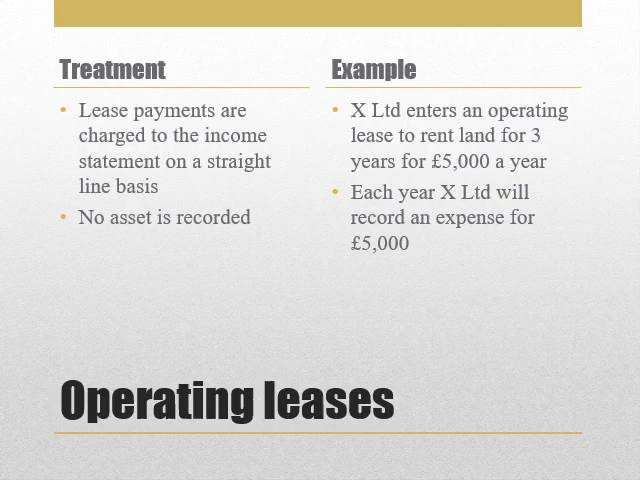 Treatment
• Lease payments are
charged to the income
statement on a straight
line basis
• No asset is recorded
Example
• X Ltd enters an operating
lease to rent land for 3
years for £5,000 a year
• Each year X Ltd will
record an expense for
£5,000
Operating leases